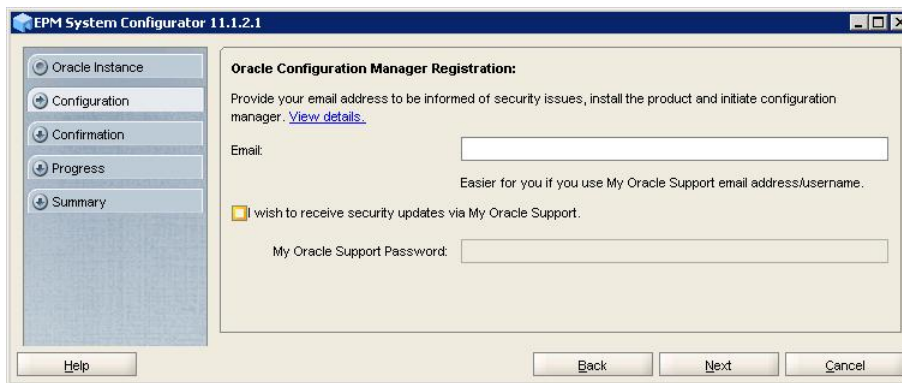 EPM System Configurator 11.1.2.1
Oracle Instance
Configuration
Confirmation
Progress
Summary
Oracle Configuration Manager Registration:
Provide your email address to be informed of security issues, install the product and initiate configuration
manager. View details.
Email:
Easier for you if you use My Oracle Support email address/username.
I wish to receive security updates via My Oracle Support.
My Oracle Support Password:
Help
Back
Next
Cancel